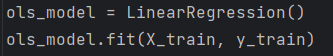 ols_model = LinearRegression()
ols_model.fit(X_train, y_train)